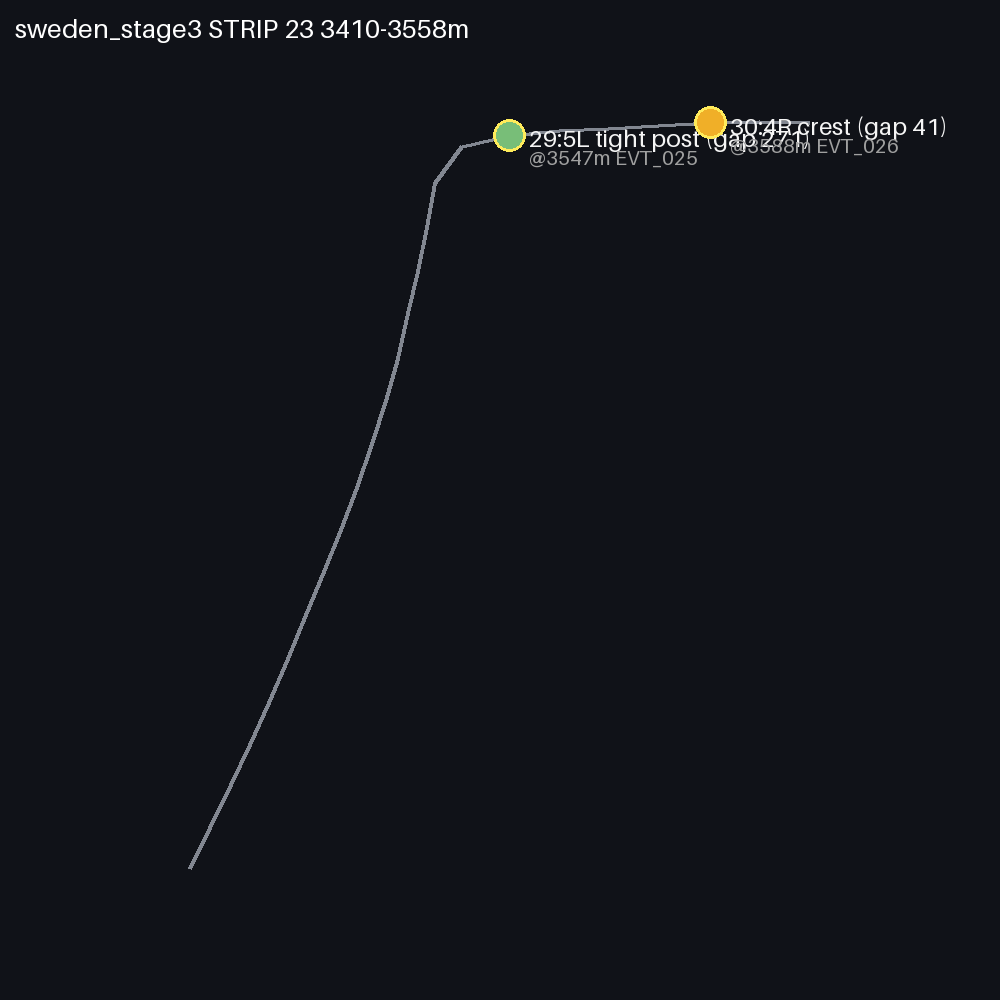 sweden_stage3 STRIP 23 3410-3558m
29:5L tight post (gap 271)
@3547m EVT_025
30:4R crest (gap 41)
@3588m EVT_026